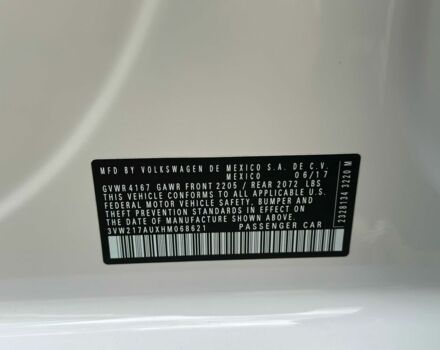 MFD BY VOLKSWAGEN DE MEXICO S.A. DE C.V.
MEXICO 06/17
GVWR 4167 GAWR FRONT 2205 / REAR 2072 LBS
THIS VEHICLE CONFORMS TO ALL APPLICABLE U.S.
FEDERAL MOTOR VEHICLE SAFETY, BUMPER AND
THEFT PREVENTION STANDARDS IN EFFECT ON
THE DATE OF MANUFACTURE SHOWN ABOVE.
3VW217AUXHM068621 PASSENGER CAR
2328134 3220 M